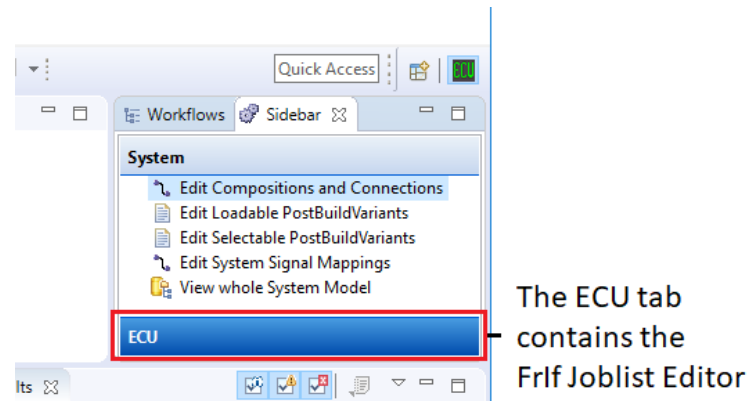 Quick Access
ECU
Workflows Sidebar
System
Edit Compositions and Connections
Edit Loadable PostBuildVariants
Edit Selectable PostBuildVariants
Edit System Signal Mappings
View whole System Model
ECU
The ECU tab
contains the
FrIf Joblist Editor
lts